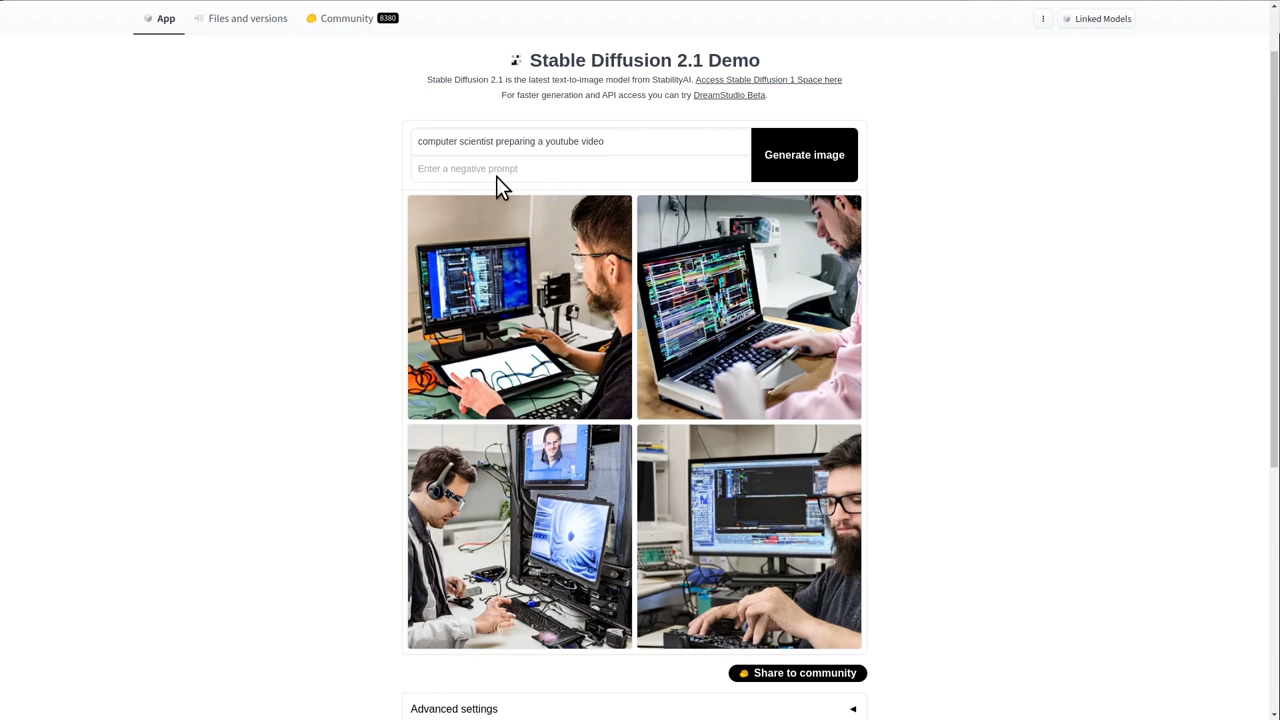 App
Files and versions
Community 8380
Linked Models
Stable Diffusion 2.1 Demo
Stable Diffusion 2.1 is the latest text-to-image model from StabilityAI. Access Stable Diffusion 1 Space here
For faster generation and API access you can try DreamStudio Beta.
computer scientist preparing a youtube video
Enter a negative prompt
Generate image
Share to community
Advanced settings